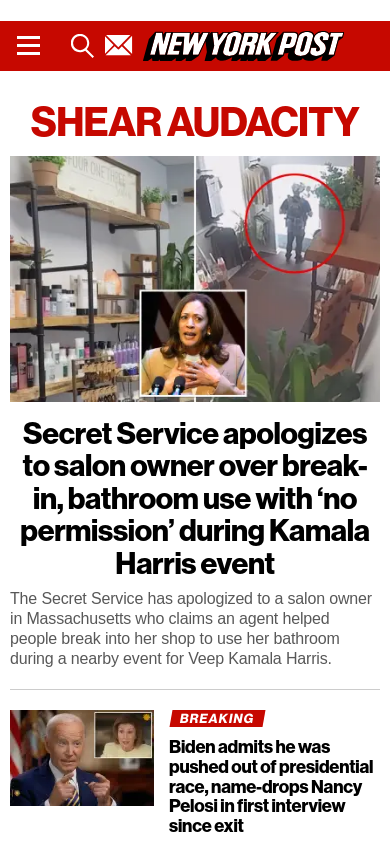 NEW YORK POST
SHEAR AUDACITY
Secret Service apologizes
to salon owner over break-
in, bathroom use with ‘no
permission’ during Kamala
Harris event
The Secret Service has apologized to a salon owner
in Massachusetts who claims an agent helped
people break into her shop to use her bathroom
during a nearby event for Veep Kamala Harris.
BREAKING
Biden admits he was
pushed out of presidential
race, name-drops Nancy
Pelosi in first interview
since exit